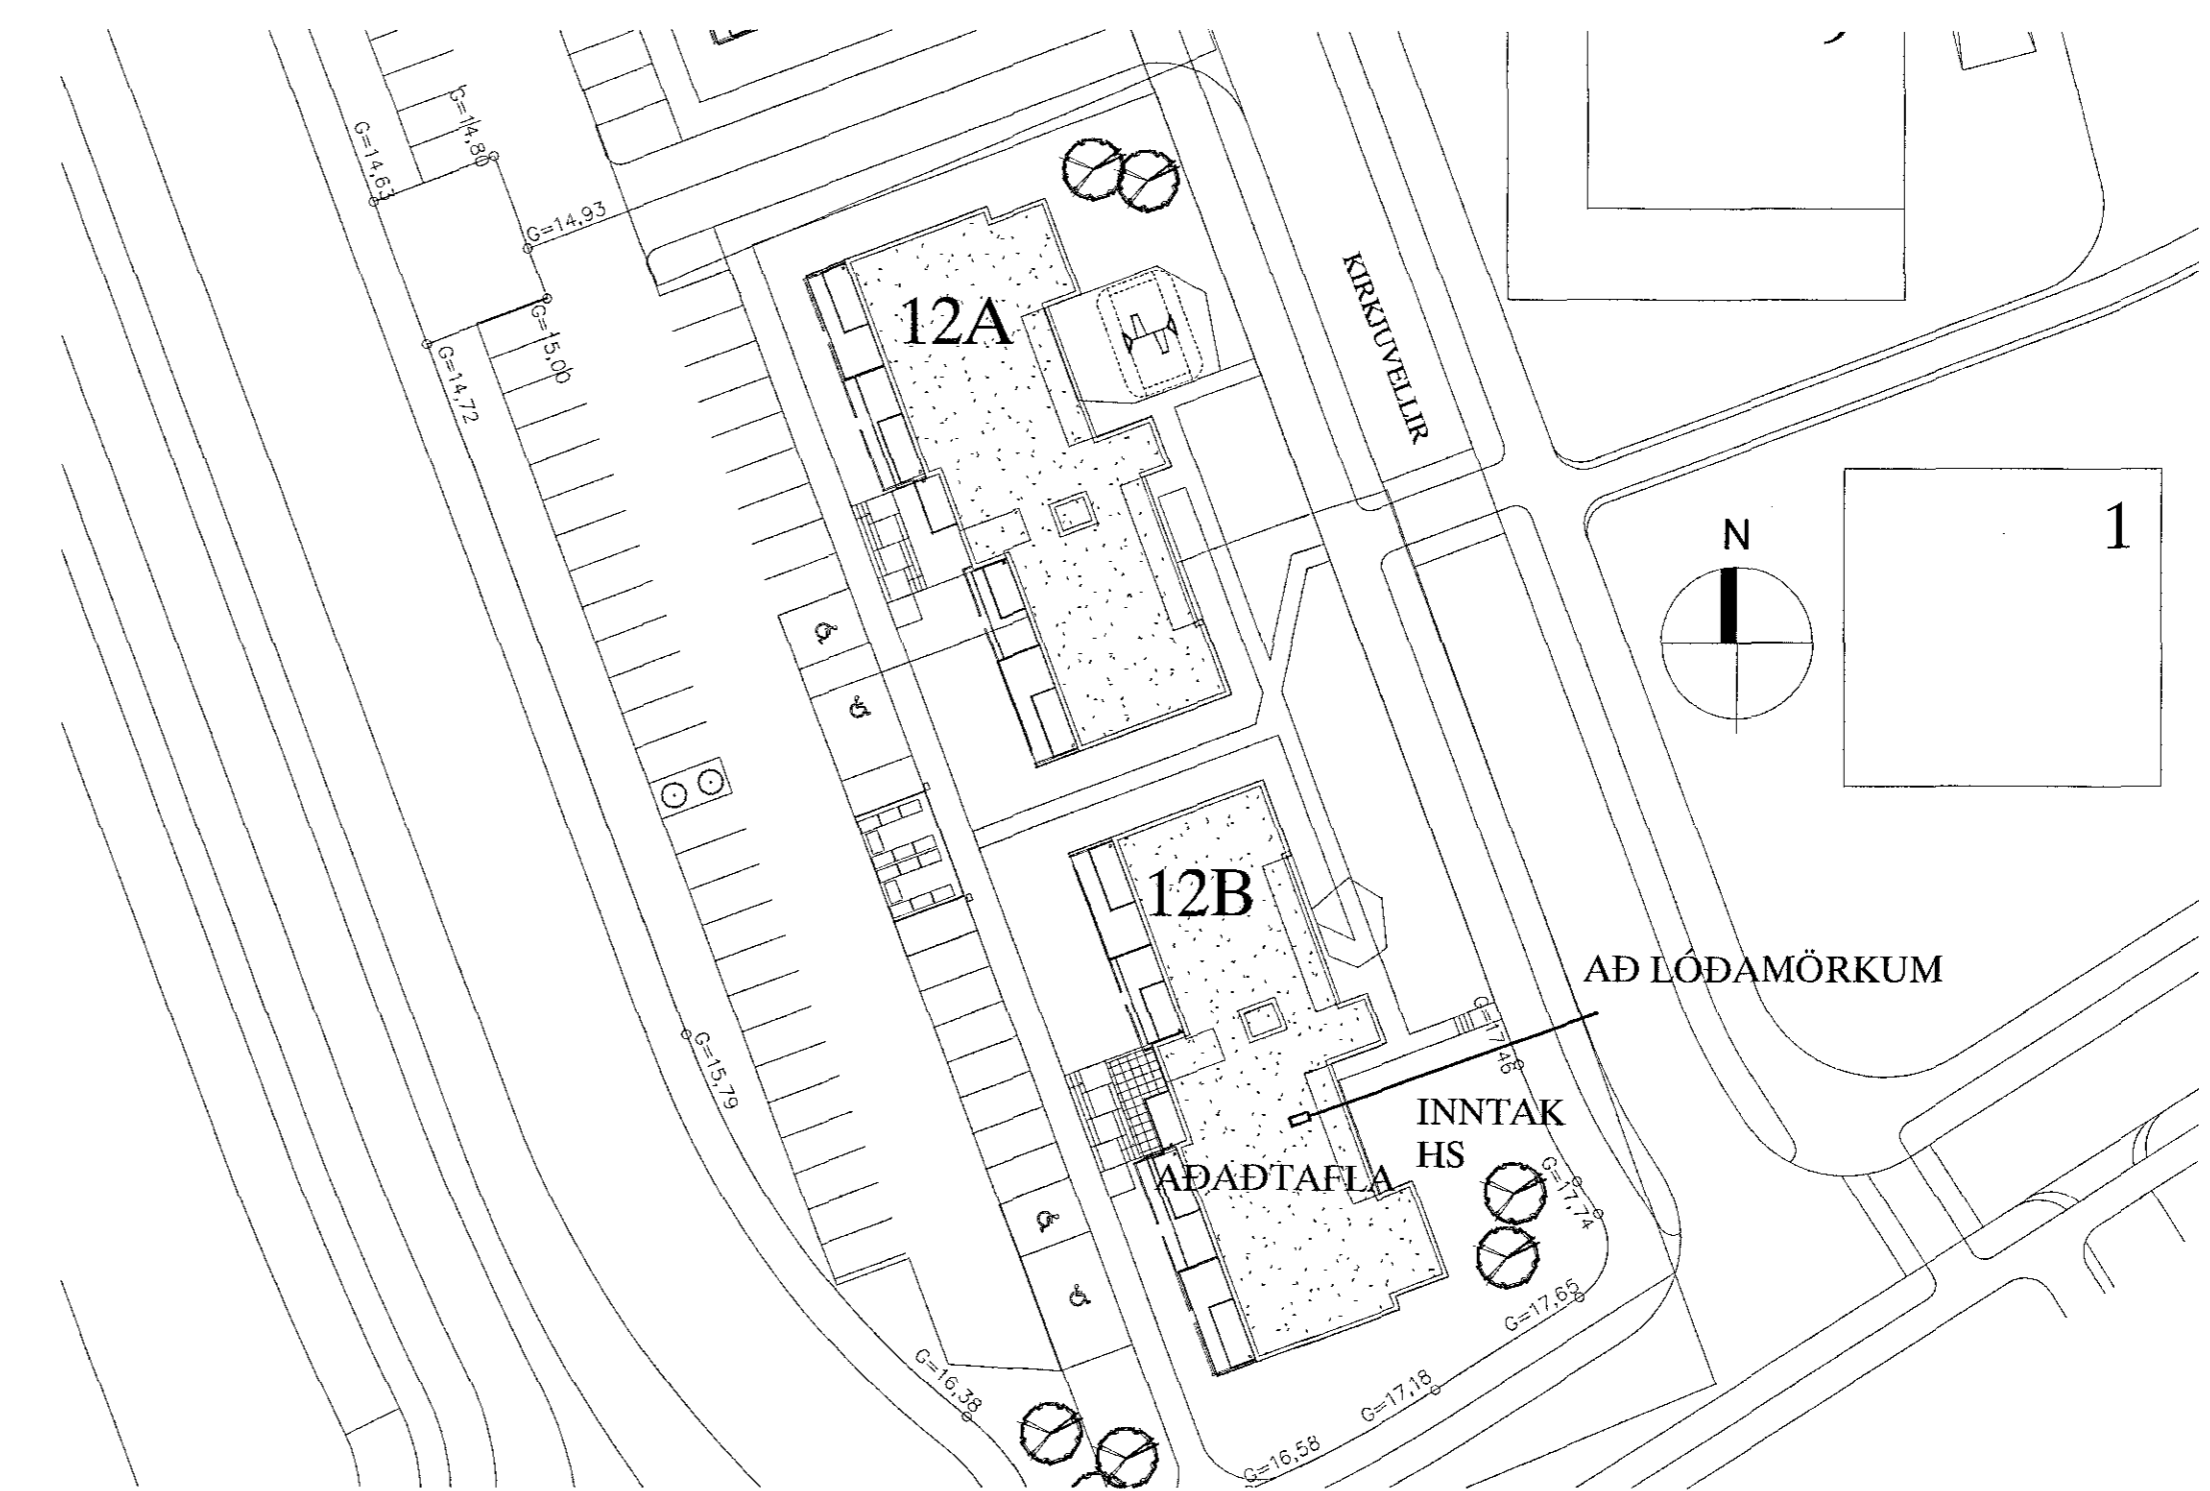 G=14,80
G=14,63
G=14,93
G=15,00
G=14,72
12A
KIRKJUVELLIR
N
1
12B
AÐ LÓÐAMÖRKUM
G=17,46
G=15,79
INNTAK
HS
AÐAÐTAFLA
G=17,74
G=17,65
G=16,38
G=17,18
G=16,58